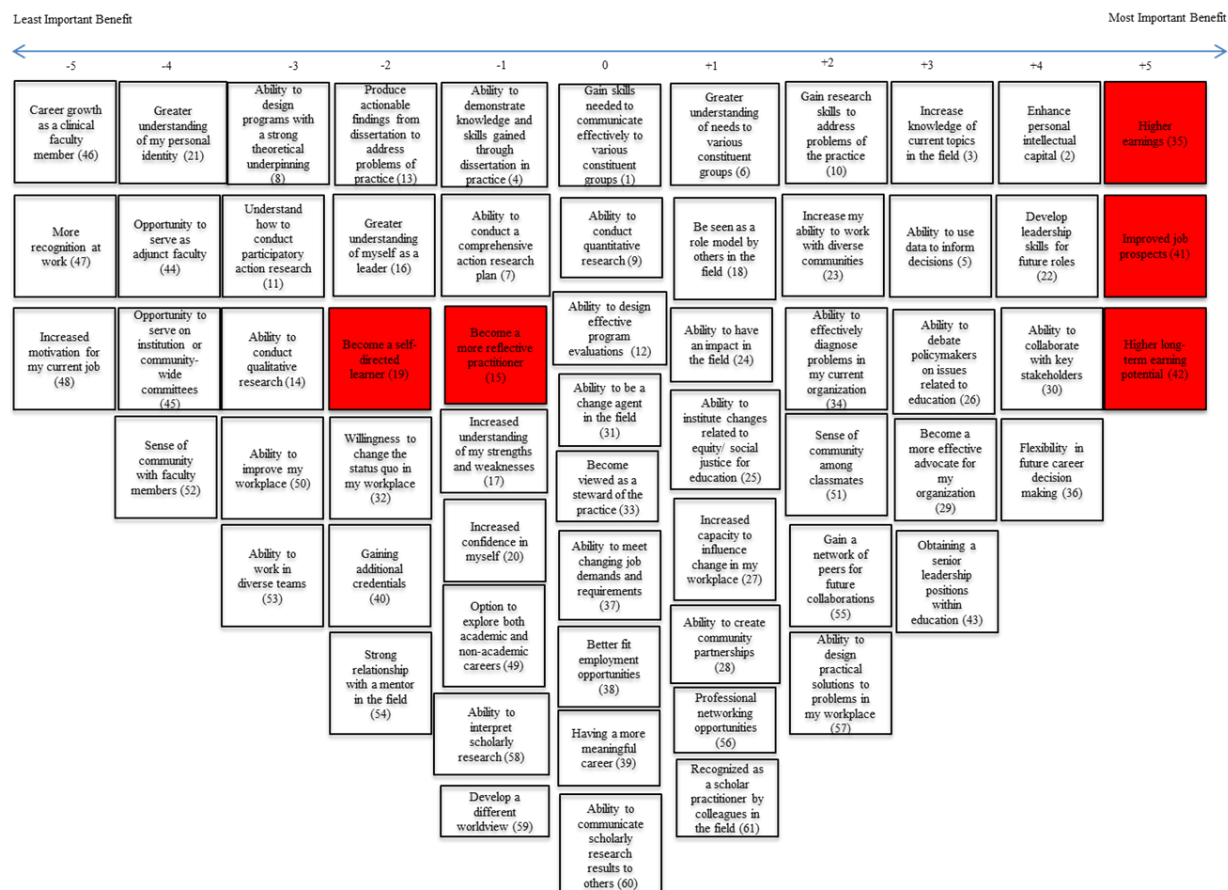 Least Important Benefit
Most Important Benefit
-5
-4
-3
-2
-1
0
+1
+2
+3
+4
+5
Career growth
as a clinical
faculty
member (46)
Greater
understanding
of my personal
identity (21)
Ability to
design
programs with
a strong
theoretical
underpinning
(8)
Produce
actionable
findings from
dissertation to
address
problems of
practice (13)
Ability to
demonstrate
knowledge and
skills gained
through
dissertation in
practice (4)
Gain skills
needed to
communicate
effectively to
various
constituent
groups (1)
Greater
understanding
of needs to
various
constituent
groups (6)
Gain research
skills to
address
problems of
the practice
(10)
Increase
knowledge of
current topics
in the field (3)
Enhance
personal
intellectual
capital (2)
Higher
earnings (35)
More
recognition at
work (47)
Opportunity to
serve as
adjunct faculty
(44)
Understand
how to
conduct
participatory
action research
(11)
Greater
understanding
of myself as a
leader (16)
Ability to
conduct a
comprehensive
action research
plan (7)
Ability to
conduct
quantitative
research (9)
Be seen as a
role model by
others in the
field (18)
Increase my
ability to work
with diverse
communities
(23)
Ability to use
data to inform
decisions (5)
Develop
leadership
skills for
future roles
(22)
Improved job
prospects (41)
Increased
motivation for
my current job
(48)
Opportunity to
serve on
institution or
community-
wide
committees
(45)
Ability to
conduct
qualitative
research (14)
Become a self-
directed
learner (19)
Become a
more reflective
practitioner
(15)
Ability to design
effective
program
evaluations (12)
Ability to have
an impact in
the field (24)
Ability to
effectively
diagnose
problems in
my current
organization
(34)
Ability to
debate
policymakers
on issues
related to
education (26)
Ability to
collaborate
with key
stakeholders
(30)
Higher long-
term earning
potential (42)
Sense of
community
with faculty
members (52)
Ability to
improve my
workplace (50)
Willingness to
change the
status quo in
my workplace
(32)
Increased
understanding
of my strengths
and weaknesses
(17)
Ability to be a
change agent
in the field
(31)
Ability to
institute changes
related to
equity/ social
justice for
education (25)
Sense of
community
among
classmates
(51)
Become a
more effective
advocate for
my
organization
(29)
Flexibility in
future career
decision
making (36)
Ability to
work in
diverse teams
(53)
Gaining
additional
credentials
(40)
Increased
confidence in
myself (20)
Become
viewed as a
steward of the
practice (33)
Increased
capacity to
influence
change in my
workplace (27)
Gain a
network of
peers for
future
collaborations
(55)
Obtaining a
senior
leadership
positions
within
education (43)
Strong
relationship
with a mentor
in the field
(54)
Option to
explore both
academic and
non-academic
careers (49)
Ability to meet
changing job
demands and
requirements
(37)
Ability to create
community
partnerships
(28)
Ability to
design
practical
solutions to
problems in
my workplace
(57)
Ability to
interpret
scholarly
research (58)
Better fit
employment
opportunities
(38)
Professional
networking
opportunities
(56)
Develop a
different
worldview (59)
Having a more
meaningful
career (39)
Recognized as
a scholar
practitioner by
colleagues in
the field (61)
Ability to
communicate
scholarly
research
results to
others (60)